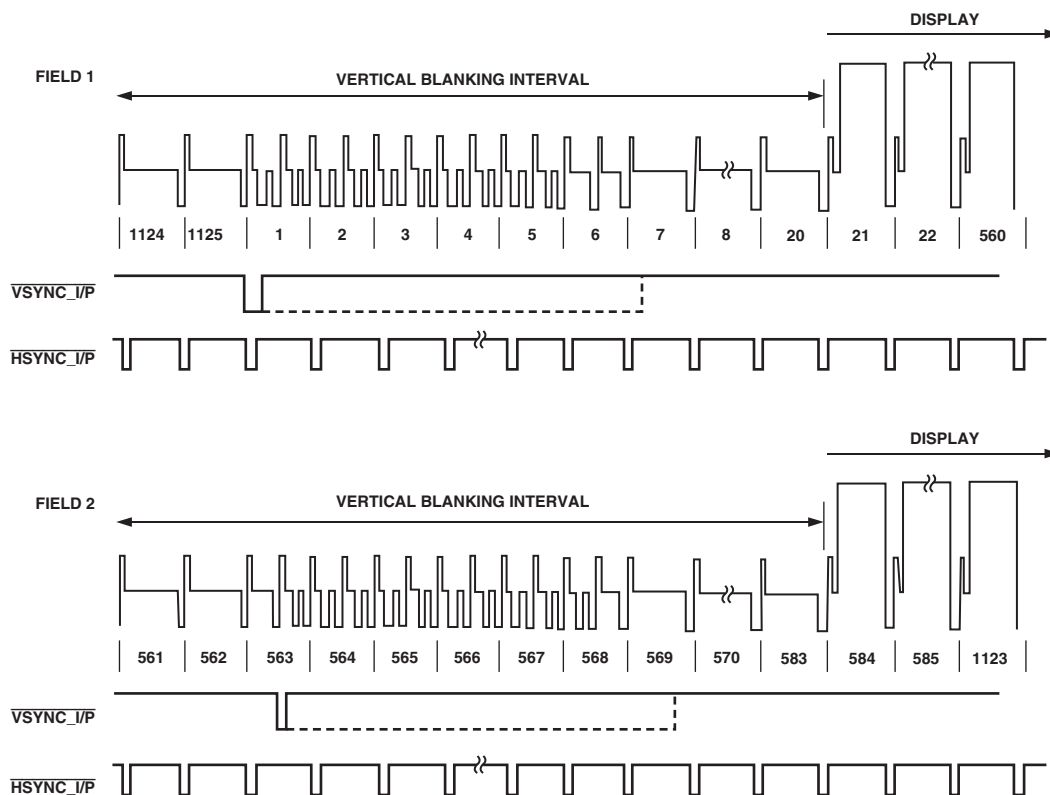 DISPLAY
FIELD 1
VERTICAL BLANKING INTERVAL
1124 1125 1 2 3 4 5 6 7 8 20 21 22 560
VSYNC_I/P
HSYNC_I/P
DISPLAY
FIELD 2
VERTICAL BLANKING INTERVAL
561 562 563 564 565 566 567 568 569 570 583 584 585 1123
VSYNC_I/P
HSYNC_I/P